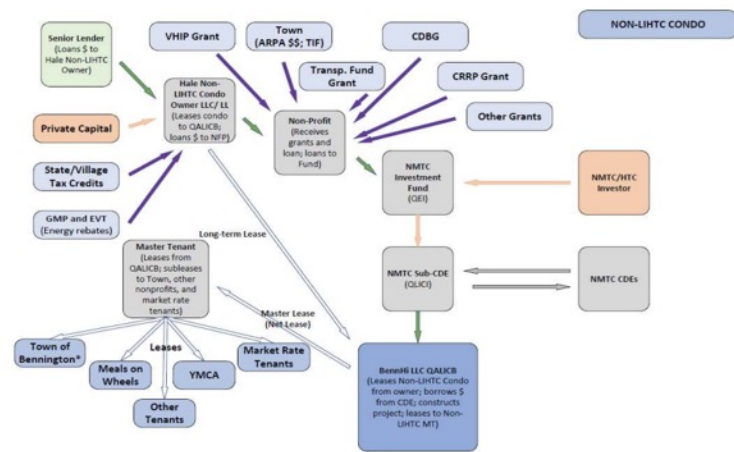 NON-LIHTC CONDO
Senior Lender
(Loans $ to
Hale Non-LIHTC
Owner)
VHIP Grant
Town
(ARPA $$; TIF)
CDBG
Transp. Fund
Grant
CRRP Grant
Other Grants
Hale Non-
LIHTC Condo
Owner LLC/ LL
(Leases condo
to QALICB;
loans $ to NFP)
Non-Profit
(Receives
grants and
loan; loans to
Fund)
Private Capital
State/Village
Tax Credits
GMP and EVT
(Energy rebates)
NMTC
Investment
Fund
(QEI)
NMTC/HTC
Investor
Long-term Lease
Master Tenant
(Leases from
QALICB; subleases
to Town, other
nonprofits, and
market rate
tenants)
NMTC Sub-CDE
(QLICI)
NMTC CDEs
Master Lease
(Net Lease)
Leases
Town of
Bennington*
Meals on
Wheels
YMCA
Market Rate
Tenants
Other
Tenants
BennHi LLC QALICB
(Leases Non-LIHTC Condo
from owner; borrows $
from CDE; constructs
project; leases to Non-
LIHTC MT)